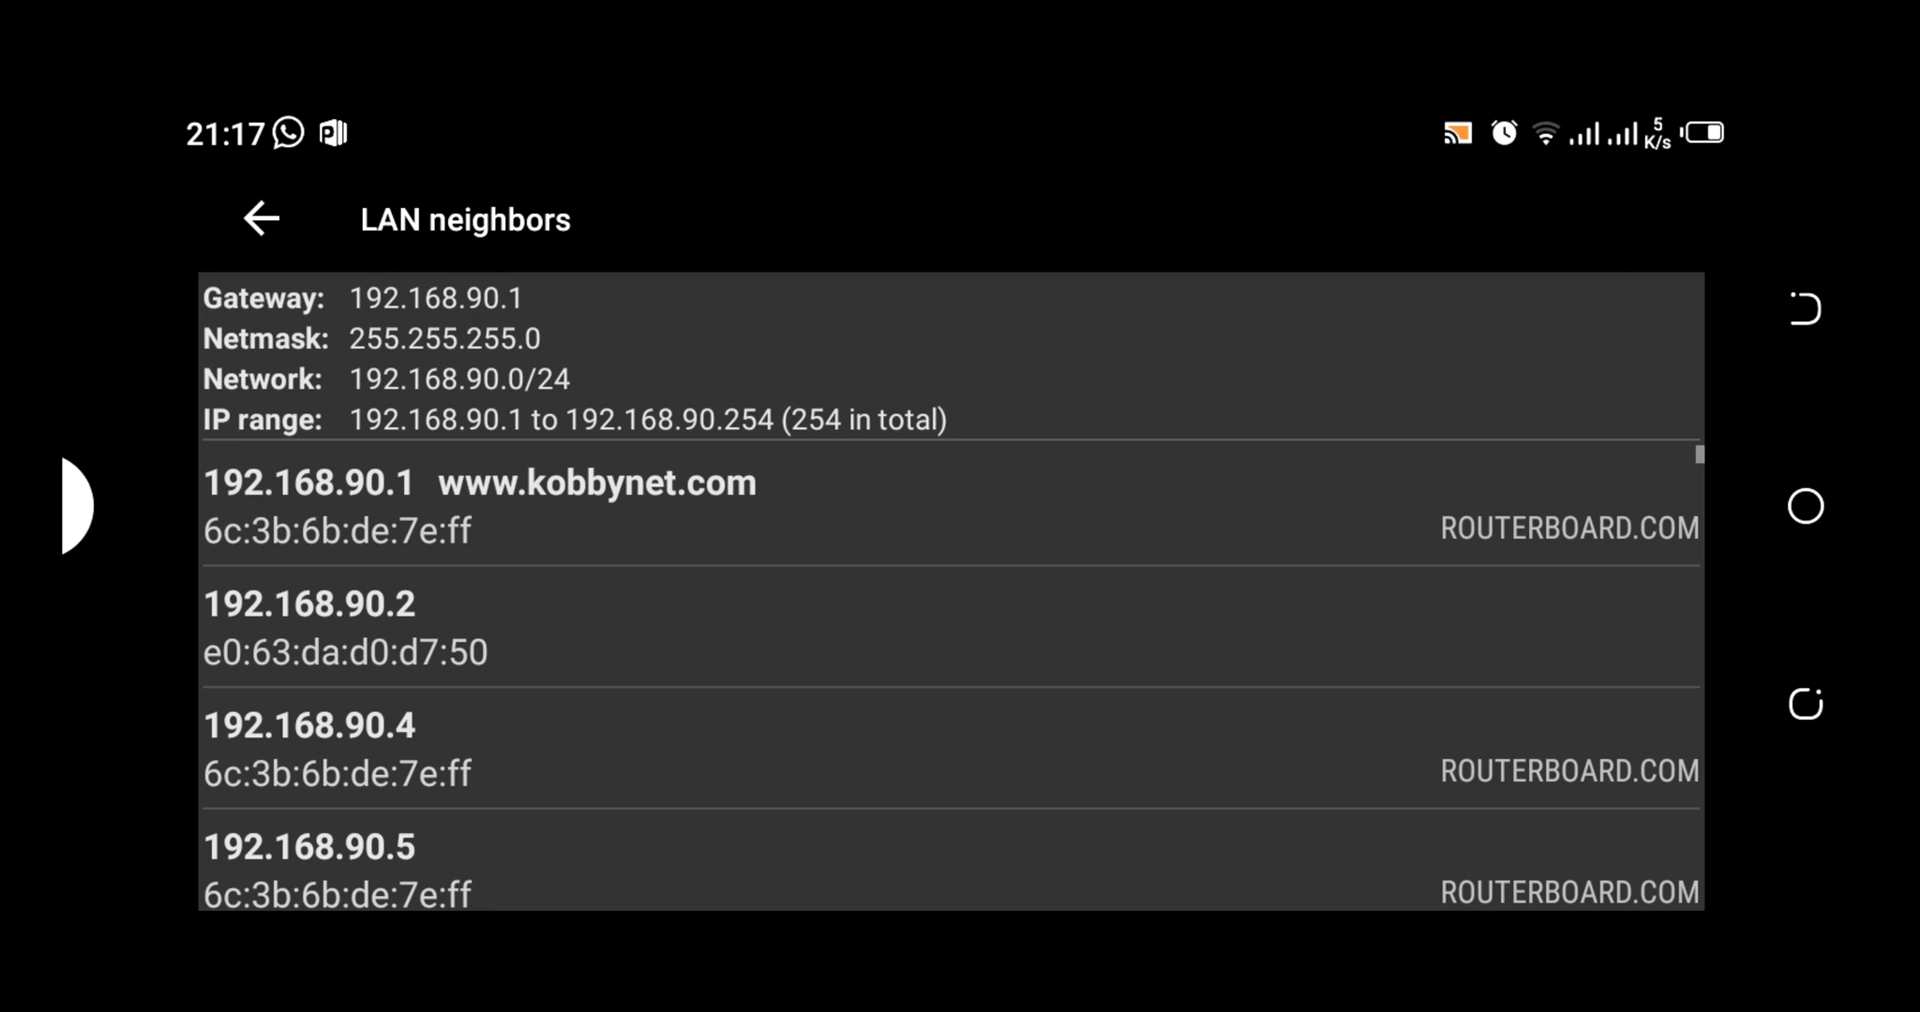 21:17
5
K/s
LAN neighbors
Gateway: 192.168.90.1
Netmask: 255.255.255.0
Network: 192.168.90.0/24
IP range: 192.168.90.1 to 192.168.90.254 (254 in total)
192.168.90.1 www.kobbynet.com
6c:3b:6b:de:7e:ff ROUTERBOARD.COM
192.168.90.2
e0:63:da:d0:d7:50
192.168.90.4
6c:3b:6b:de:7e:ff ROUTERBOARD.COM
192.168.90.5
6c:3b:6b:de:7e:ff ROUTERBOARD.COM